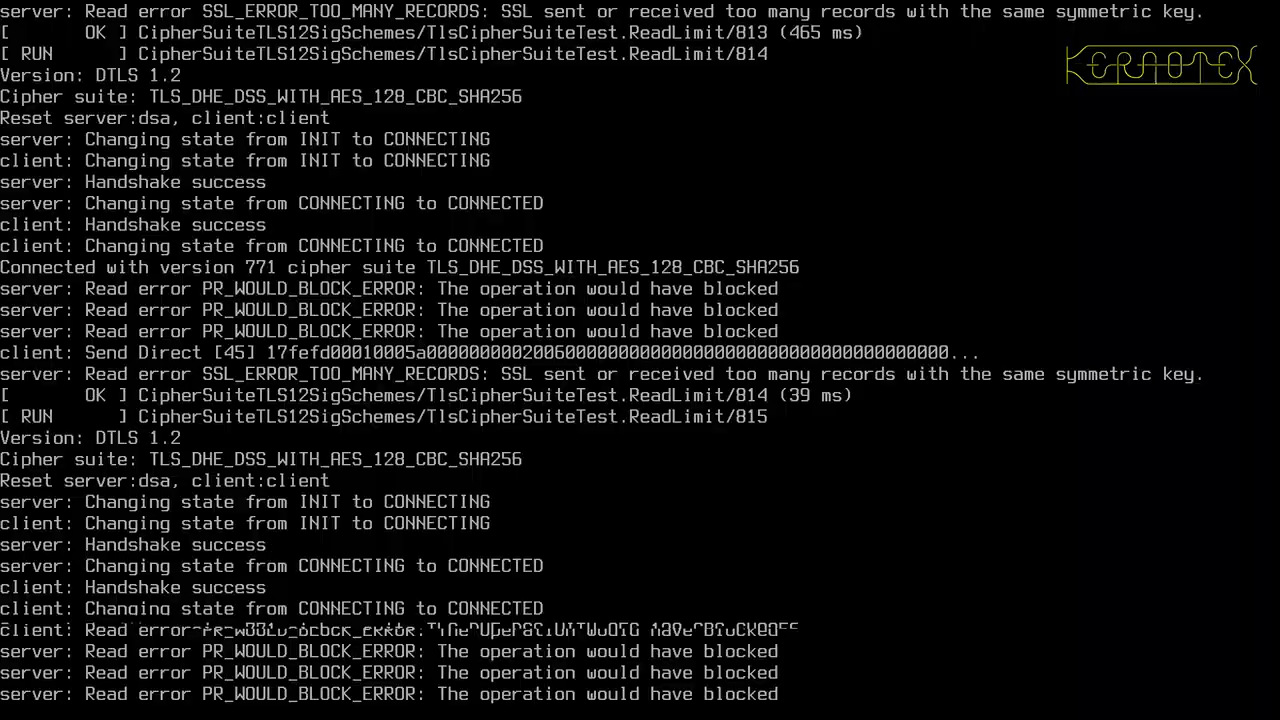 server: Read error SSL_ERROR_TOO_MANY_RECORDS: SSL sent or received too many records with the same symmetric key.
[       OK ] CipherSuiteTLS12SigSchemes/TlsCipherSuiteTest.ReadLimit/813 (465 ms)
[ RUN      ] CipherSuiteTLS12SigSchemes/TlsCipherSuiteTest.ReadLimit/814
KERNOTEX
Version: DTLS 1.2
Cipher suite: TLS_DHE_DSS_WITH_AES_128_CBC_SHA256
Reset server:dsa, client:client
server: Changing state from INIT to CONNECTING
client: Changing state from INIT to CONNECTING
server: Handshake success
server: Changing state from CONNECTING to CONNECTED
client: Handshake success
client: Changing state from CONNECTING to CONNECTED
Connected with version 771 cipher suite TLS_DHE_DSS_WITH_AES_128_CBC_SHA256
server: Read error PR_WOULD_BLOCK_ERROR: The operation would have blocked
server: Read error PR_WOULD_BLOCK_ERROR: The operation would have blocked
server: Read error PR_WOULD_BLOCK_ERROR: The operation would have blocked
client: Send Direct [45] 17fefd00010005a0000000002006000000000000000000000000000000000000...
server: Read error SSL_ERROR_TOO_MANY_RECORDS: SSL sent or received too many records with the same symmetric key.
[       OK ] CipherSuiteTLS12SigSchemes/TlsCipherSuiteTest.ReadLimit/814 (39 ms)
[ RUN      ] CipherSuiteTLS12SigSchemes/TlsCipherSuiteTest.ReadLimit/815
Version: DTLS 1.2
Cipher suite: TLS_DHE_DSS_WITH_AES_128_CBC_SHA256
Reset server:dsa, client:client
server: Changing state from INIT to CONNECTING
client: Changing state from INIT to CONNECTING
server: Handshake success
server: Changing state from CONNECTING to CONNECTED
client: Handshake success
client: Changing state from CONNECTING to CONNECTED
client: Read error
server: Read error PR_WOULD_BLOCK_ERROR: The operation would have blocked
server: Read error PR_WOULD_BLOCK_ERROR: The operation would have blocked
server: Read error PR_WOULD_BLOCK_ERROR: The operation would have blocked